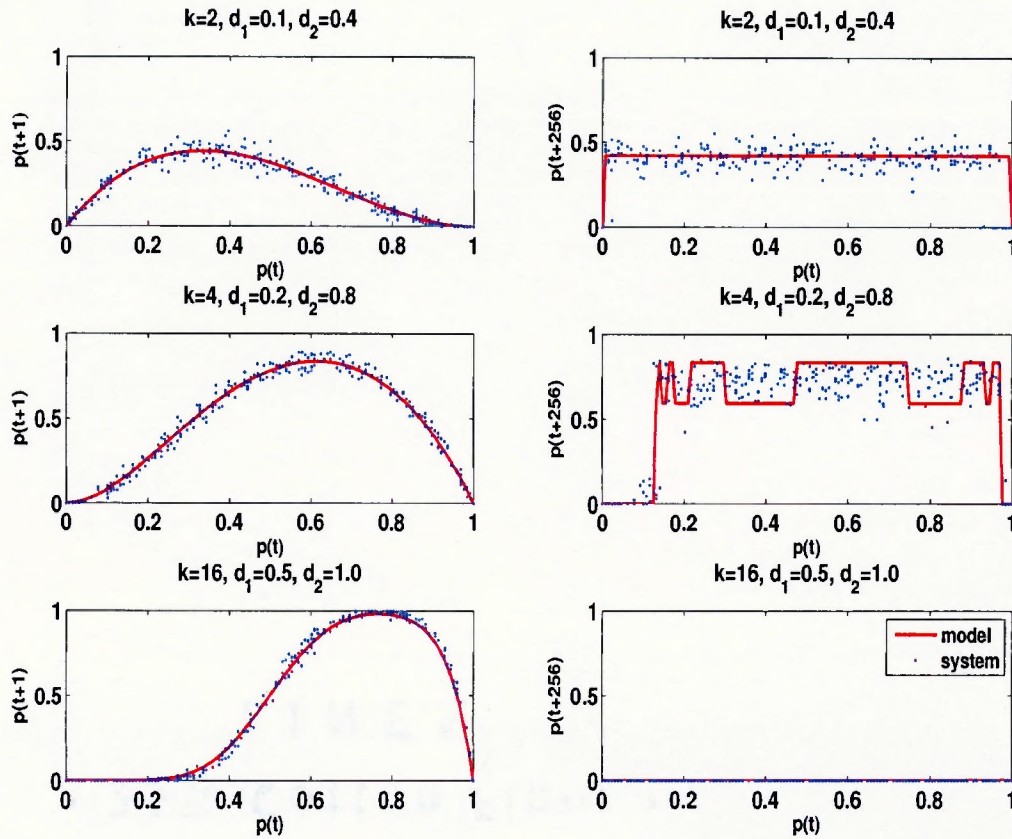 k=2, d₁=0.1, d₂=0.4
p(t+1)
1
0.5
0
0 0.2 0.4 0.6 0.8 1
p(t)
k=2, d₁=0.1, d₂=0.4
p(t+256)
1
0.5
0
0 0.2 0.4 0.6 0.8 1
p(t)
k=4, d₁=0.2, d₂=0.8
p(t+1)
1
0.5
0
0 0.2 0.4 0.6 0.8 1
p(t)
k=4, d₁=0.2, d₂=0.8
p(t+256)
1
0.5
0
0 0.2 0.4 0.6 0.8 1
p(t)
k=16, d₁=0.5, d₂=1.0
p(t+1)
1
0.5
0
0 0.2 0.4 0.6 0.8 1
p(t)
k=16, d₁=0.5, d₂=1.0
p(t+256)
1
0.5
0
model
system
0 0.2 0.4 0.6 0.8 1
p(t)